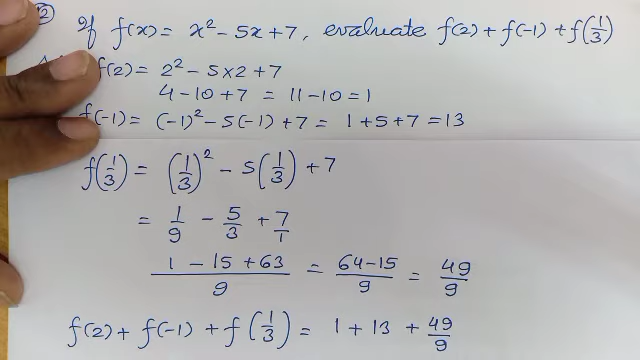 ② If f(x) = x² - 5x + 7, evaluate f(2) + f(-1) + f(1/3)
f(2) = 2² - 5×2 + 7
4 - 10 + 7 = 11 - 10 = 1
f(-1) = (-1)² - 5(-1) + 7 = 1 + 5 + 7 = 13
f(1/3) = (1/3)² - 5(1/3) + 7
= 1/9 - 5/3 + 7/1
(1 - 15 + 63)/9 = (64-15)/9 = 49/9
f(2) + f(-1) + f(1/3) = 1 + 13 + 49/9